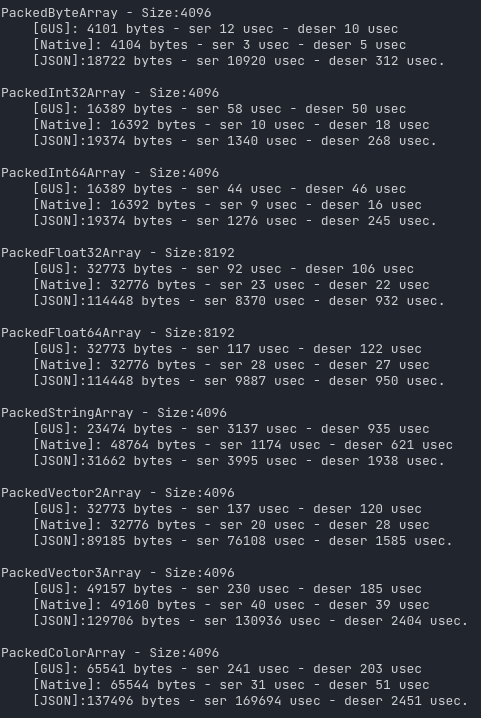 PackedByteArray - Size:4096
    [GUS]: 4101 bytes - ser 12 usec - deser 10 usec
    [Native]: 4104 bytes - ser 3 usec - deser 5 usec
    [JSON]:18722 bytes - ser 10920 usec - deser 312 usec.

PackedInt32Array - Size:4096
    [GUS]: 16389 bytes - ser 58 usec - deser 50 usec
    [Native]: 16392 bytes - ser 10 usec - deser 18 usec
    [JSON]:19374 bytes - ser 1340 usec - deser 268 usec.

PackedInt64Array - Size:4096
    [GUS]: 16389 bytes - ser 44 usec - deser 46 usec
    [Native]: 16392 bytes - ser 9 usec - deser 16 usec
    [JSON]:19374 bytes - ser 1276 usec - deser 245 usec.

PackedFloat32Array - Size:8192
    [GUS]: 32773 bytes - ser 92 usec - deser 106 usec
    [Native]: 32776 bytes - ser 23 usec - deser 22 usec
    [JSON]:114448 bytes - ser 8370 usec - deser 932 usec.

PackedFloat64Array - Size:8192
    [GUS]: 32773 bytes - ser 117 usec - deser 122 usec
    [Native]: 32776 bytes - ser 28 usec - deser 27 usec
    [JSON]:114448 bytes - ser 9887 usec - deser 950 usec.

PackedStringArray - Size:4096
    [GUS]: 23474 bytes - ser 3137 usec - deser 935 usec
    [Native]: 48764 bytes - ser 1174 usec - deser 621 usec
    [JSON]:31662 bytes - ser 3995 usec - deser 1938 usec.

PackedVector2Array - Size:4096
    [GUS]: 32773 bytes - ser 137 usec - deser 120 usec
    [Native]: 32776 bytes - ser 20 usec - deser 28 usec
    [JSON]:89185 bytes - ser 76108 usec - deser 1585 usec.

PackedVector3Array - Size:4096
    [GUS]: 49157 bytes - ser 230 usec - deser 185 usec
    [Native]: 49160 bytes - ser 40 usec - deser 39 usec
    [JSON]:129706 bytes - ser 130936 usec - deser 2404 usec.

PackedColorArray - Size:4096
    [GUS]: 65541 bytes - ser 241 usec - deser 203 usec
    [Native]: 65544 bytes - ser 31 usec - deser 51 usec
    [JSON]:137496 bytes - ser 169694 usec - deser 2451 usec.